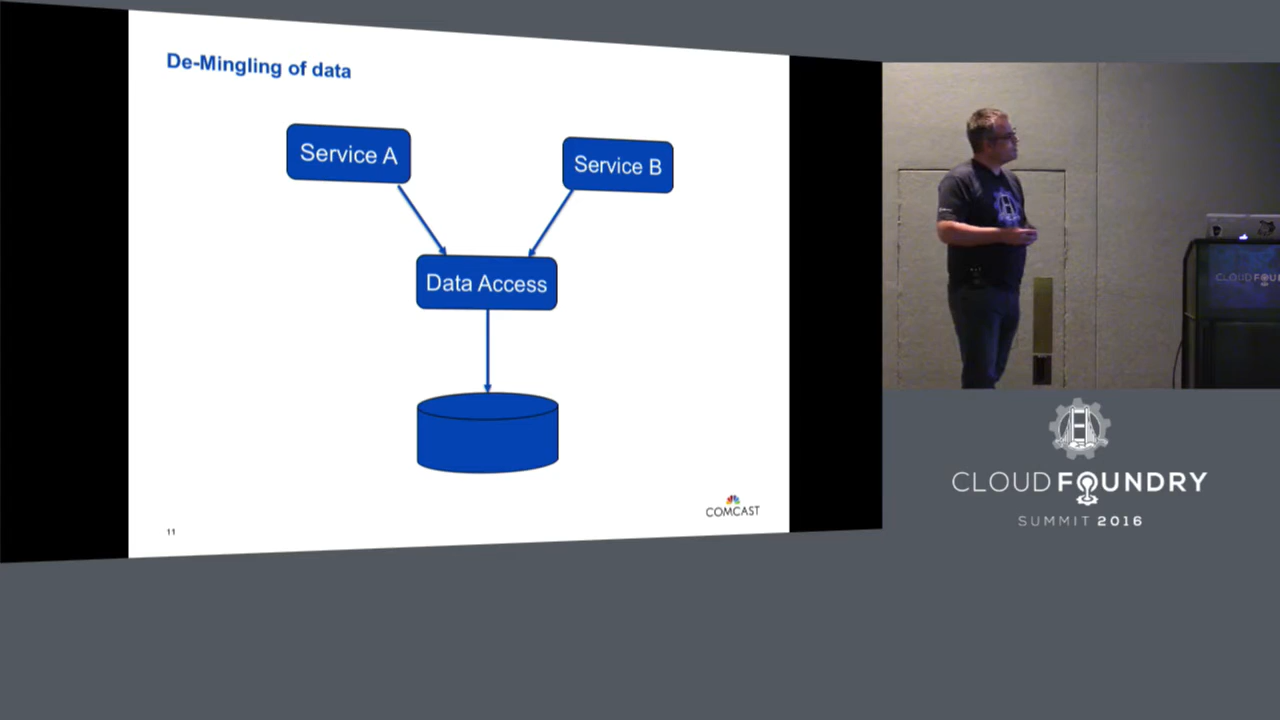 De-Mingling of data
Service A
Service B
Data Access
COMCAST
11
CLOUD FOUNDRY
SUMMIT 2016